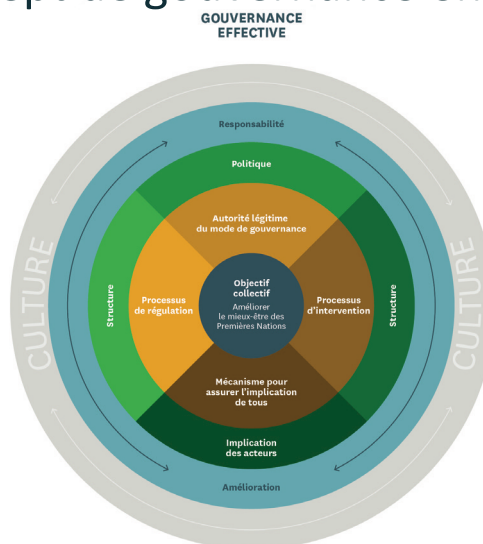 GOUVERNANCE
EFFECTIVE
Responsabilité
Politique
Autorité légitime
du mode de gouvernance
CULTURE
Structure
Processus
de régulation
Objectif
collectif
Améliorer
le mieux-être des
Premières Nations
Processus
d'intervention
Structure
CULTURE
Mécanisme pour
assurer l'implication
de tous
Implication
des acteurs
Amélioration